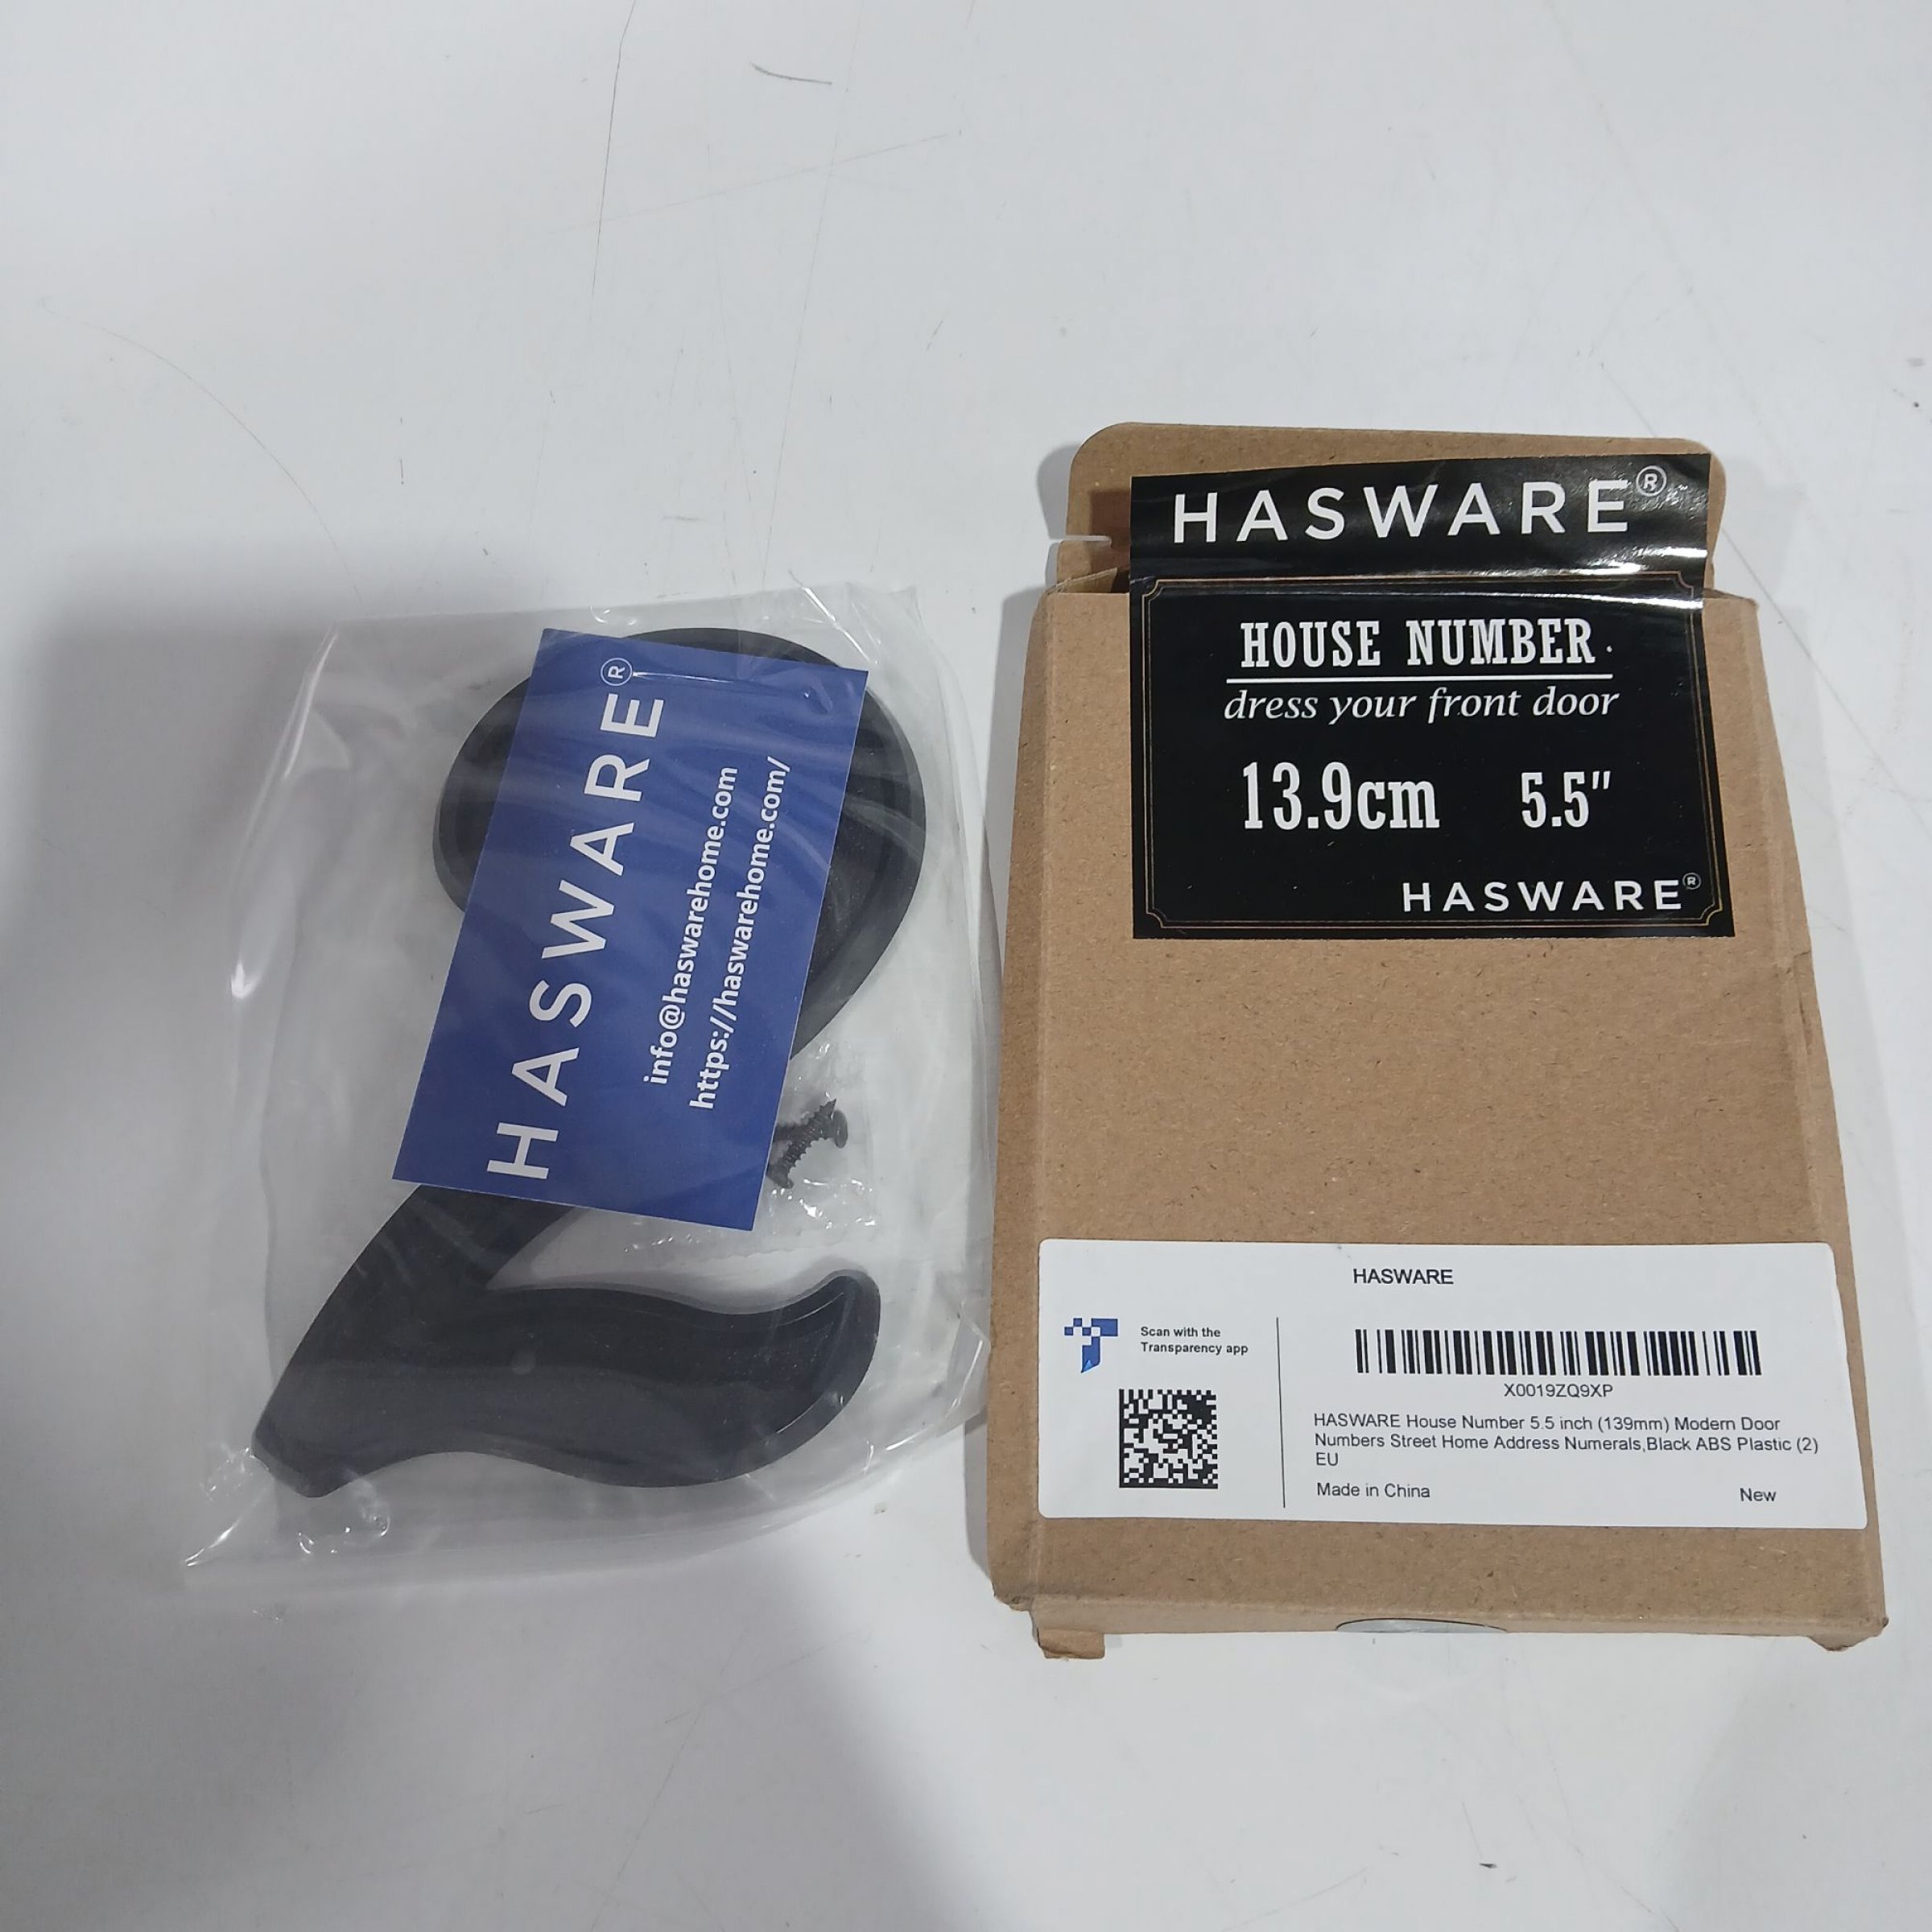 HASWARE®
info@haswarehome.com
https://haswarehome.com/
HASWARE®
HOUSE NUMBER
dress your front door
13.9cm 5.5"
HASWARE®
HASWARE
Scan with the
Transparency app
X0019ZQ9XP
HASWARE House Number 5.5 inch (139mm) Modern Door
Numbers Street Home Address Numerals,Black ABS Plastic (2)
EU
Made in China New